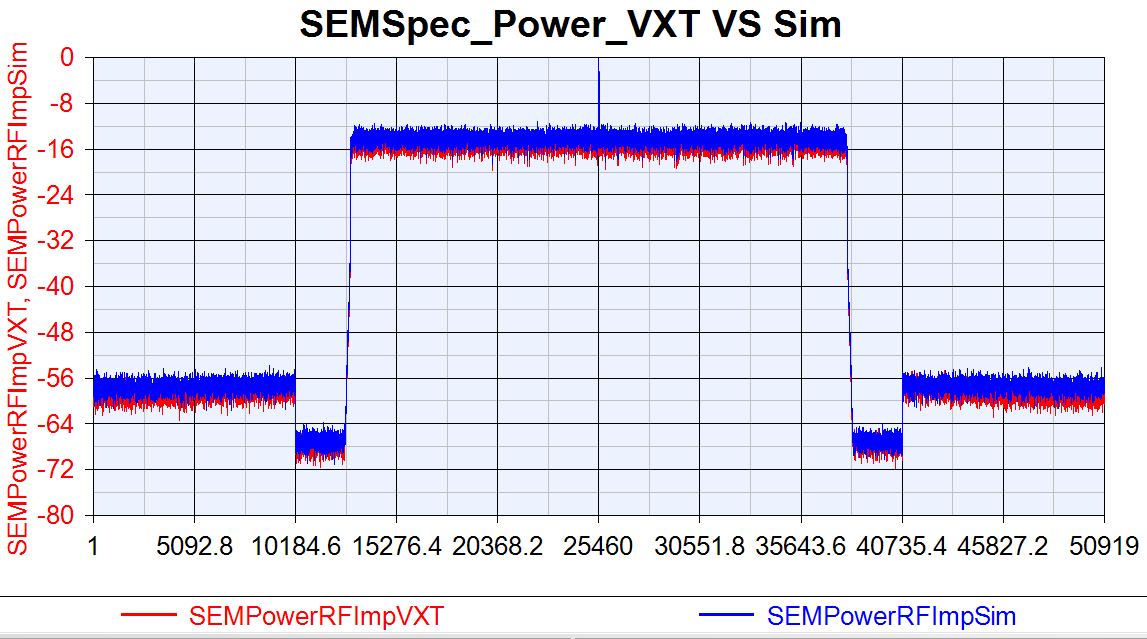 SEMSpec_Power_VXT VS Sim
SEMPowerRFImpVXT, SEMPowerRFImpSim
0
-8
-16
-24
-32
-40
-48
-56
-64
-72
-80
1 5092.8 10184.6 15276.4 20368.2 25460 30551.8 35643.6 40735.4 45827.2 50919
SEMPowerRFImpVXT SEMPowerRFImpSim